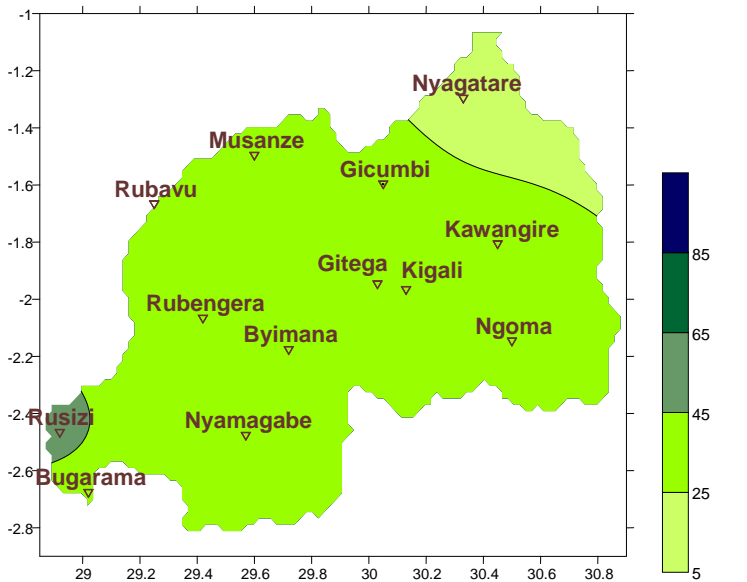 -1
-1.2
Nyagatare
-1.4
Musanze
Gicumbi
-1.6
Rubavu
Kawangire
-1.8
Gitega
Kigali
85
-2
Rubengera
Byimana
Ngoma
65
-2.2
-2.4
Rusizi
Nyamagabe
45
-2.6
Bugarama
25
-2.8
5
29
29.2
29.4
29.6
29.8
30
30.2
30.4
30.6
30.8